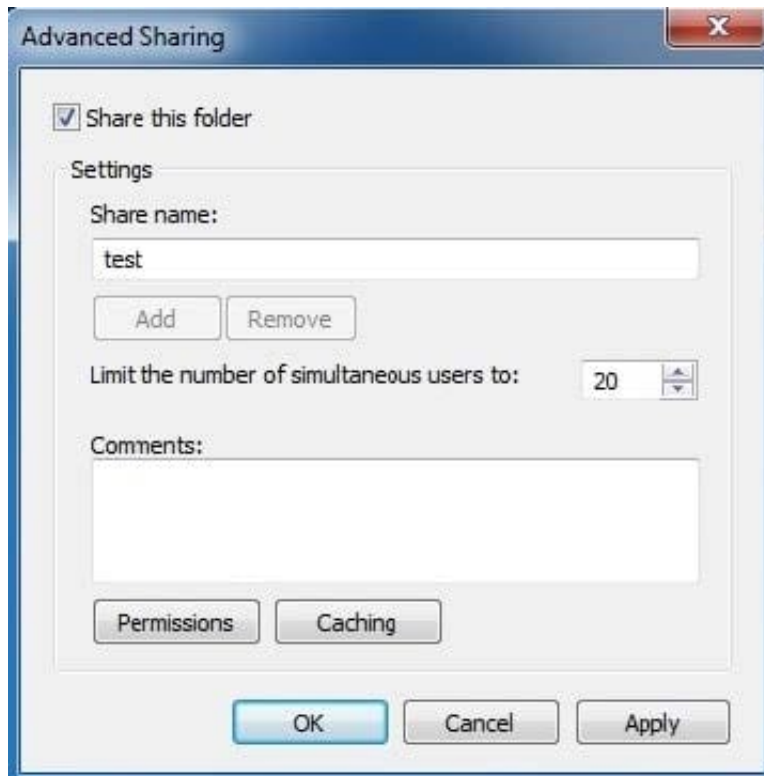 Advanced Sharing
Share this folder
Settings
Share name:
test
Add Remove
Limit the number of simultaneous users to: 20
Comments:
Permissions Caching
OK Cancel Apply